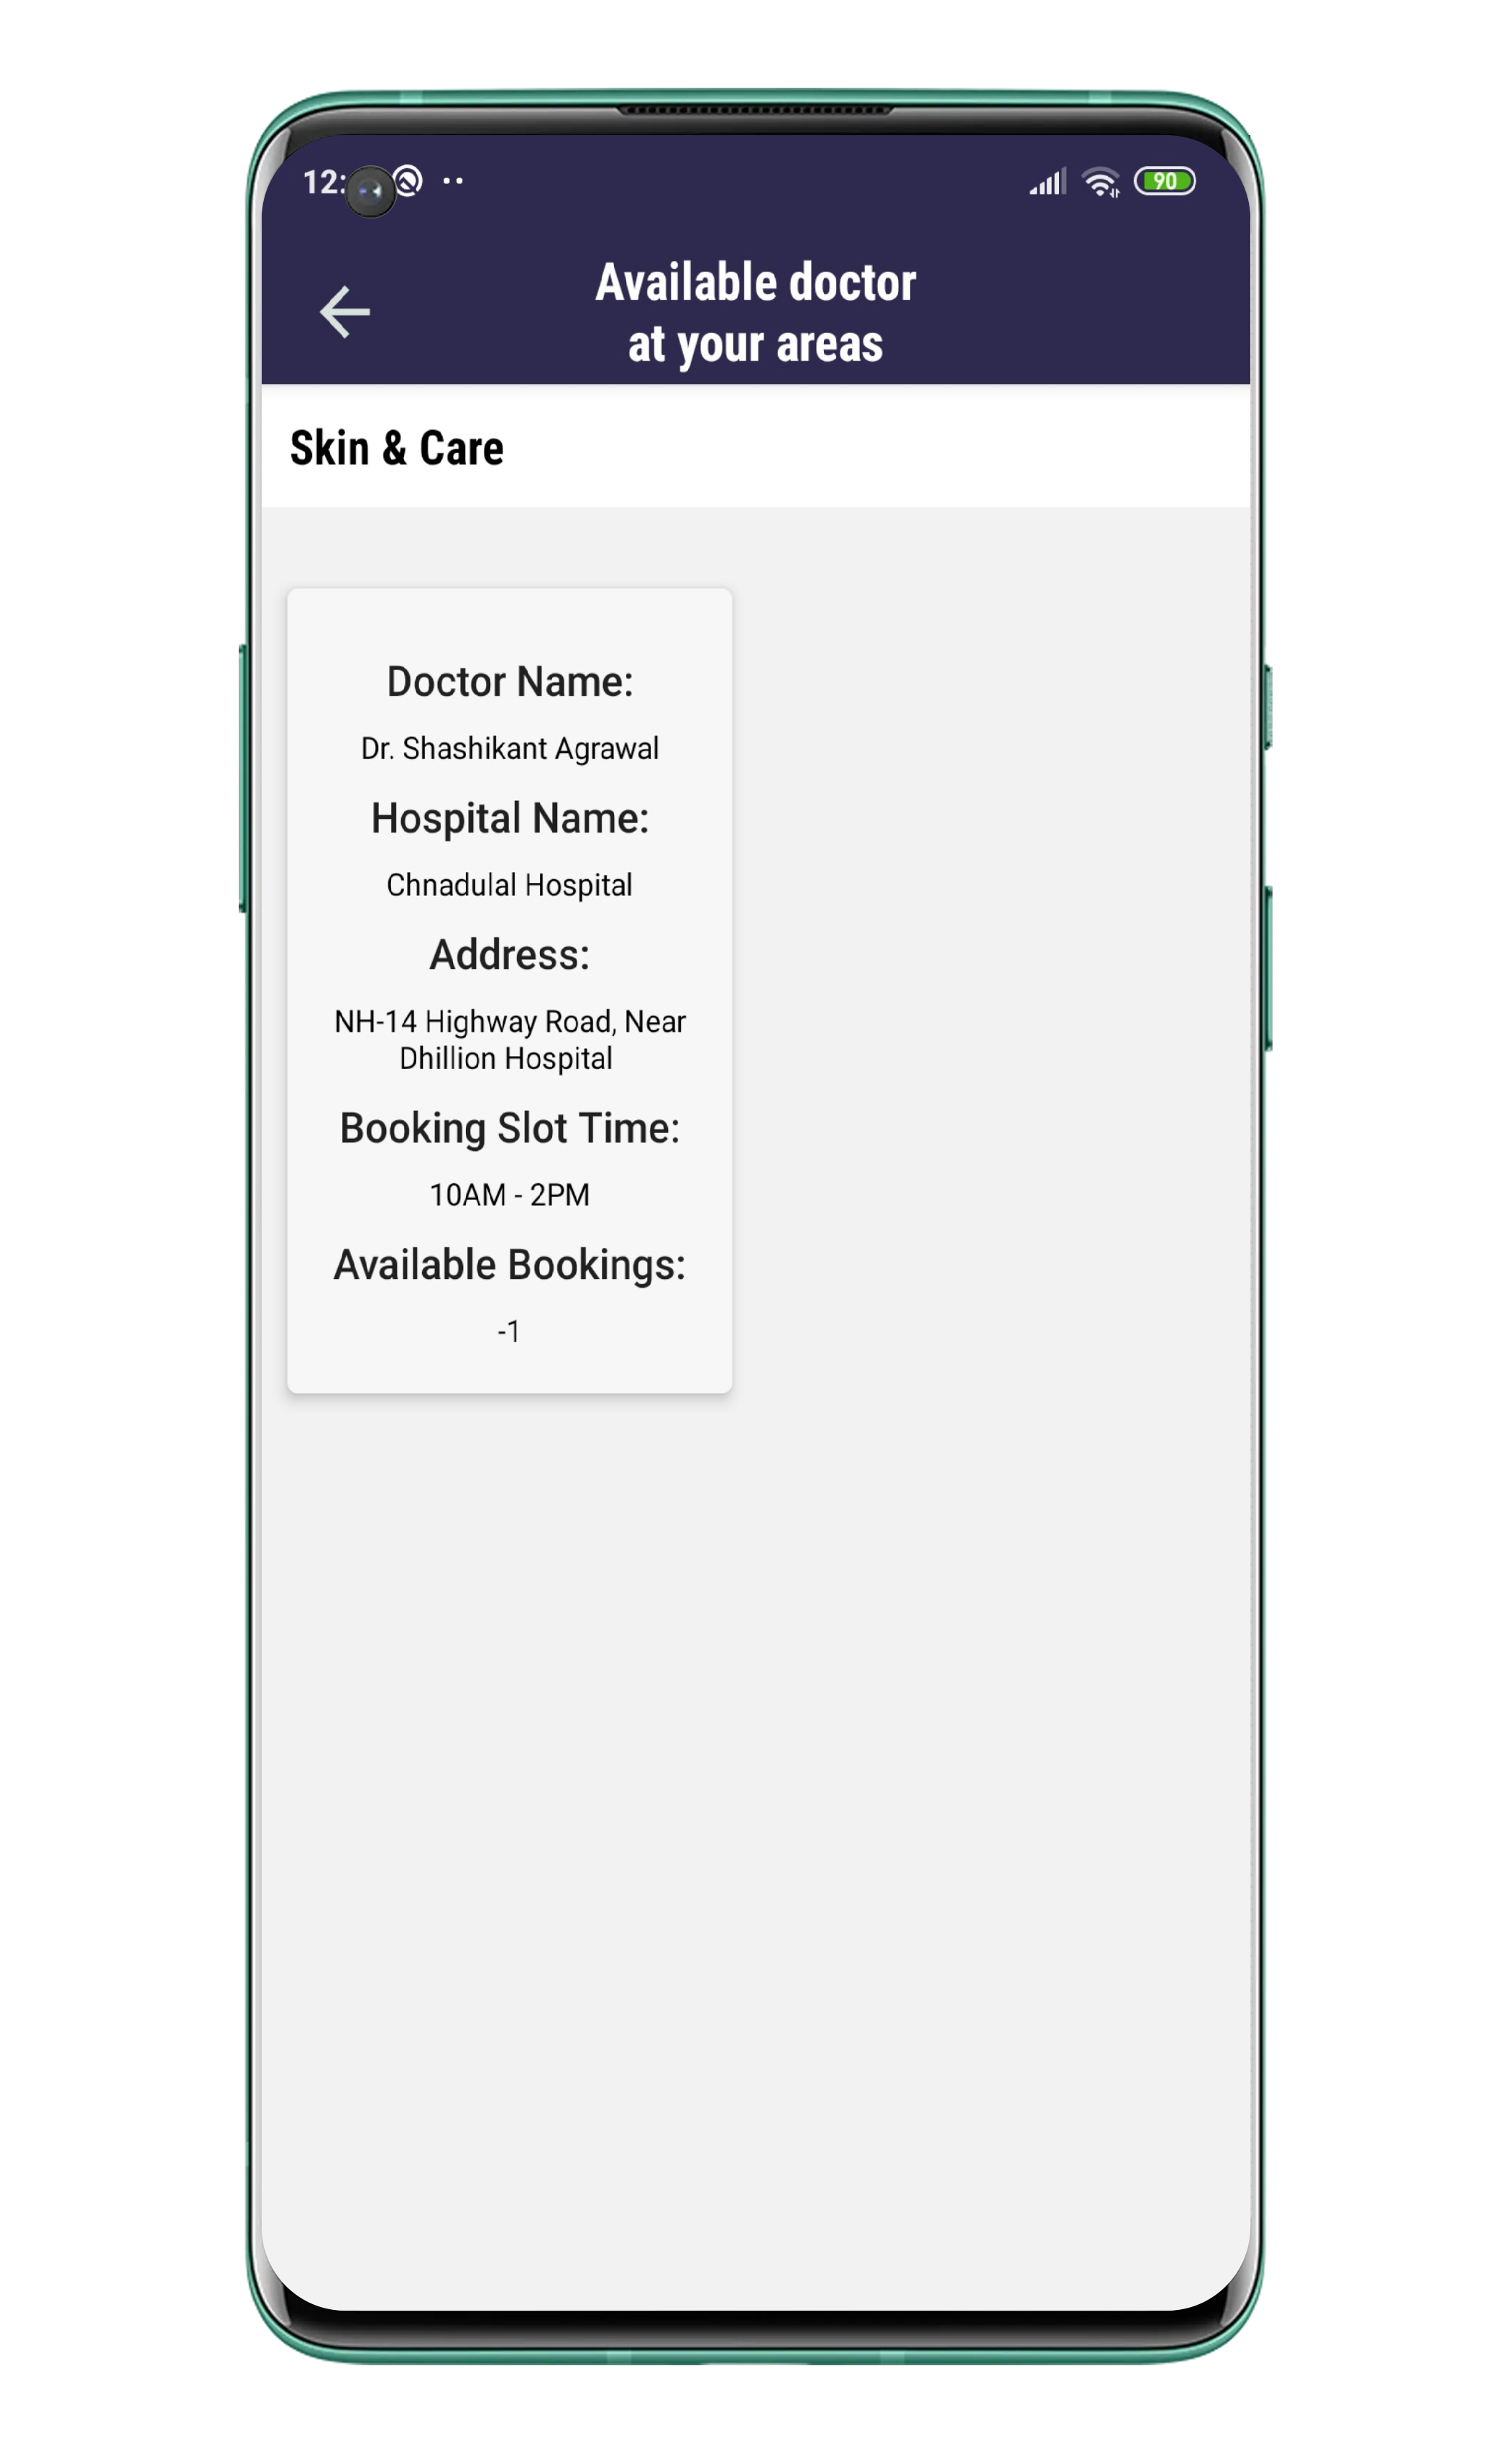 12:
90
Available doctor
at your areas
Skin & Care
Doctor Name:
Dr. Shashikant Agrawal
Hospital Name:
Chnadulal Hospital
Address:
NH-14 Highway Road, Near
Dhillion Hospital
Booking Slot Time:
10AM - 2PM
Available Bookings:
-1